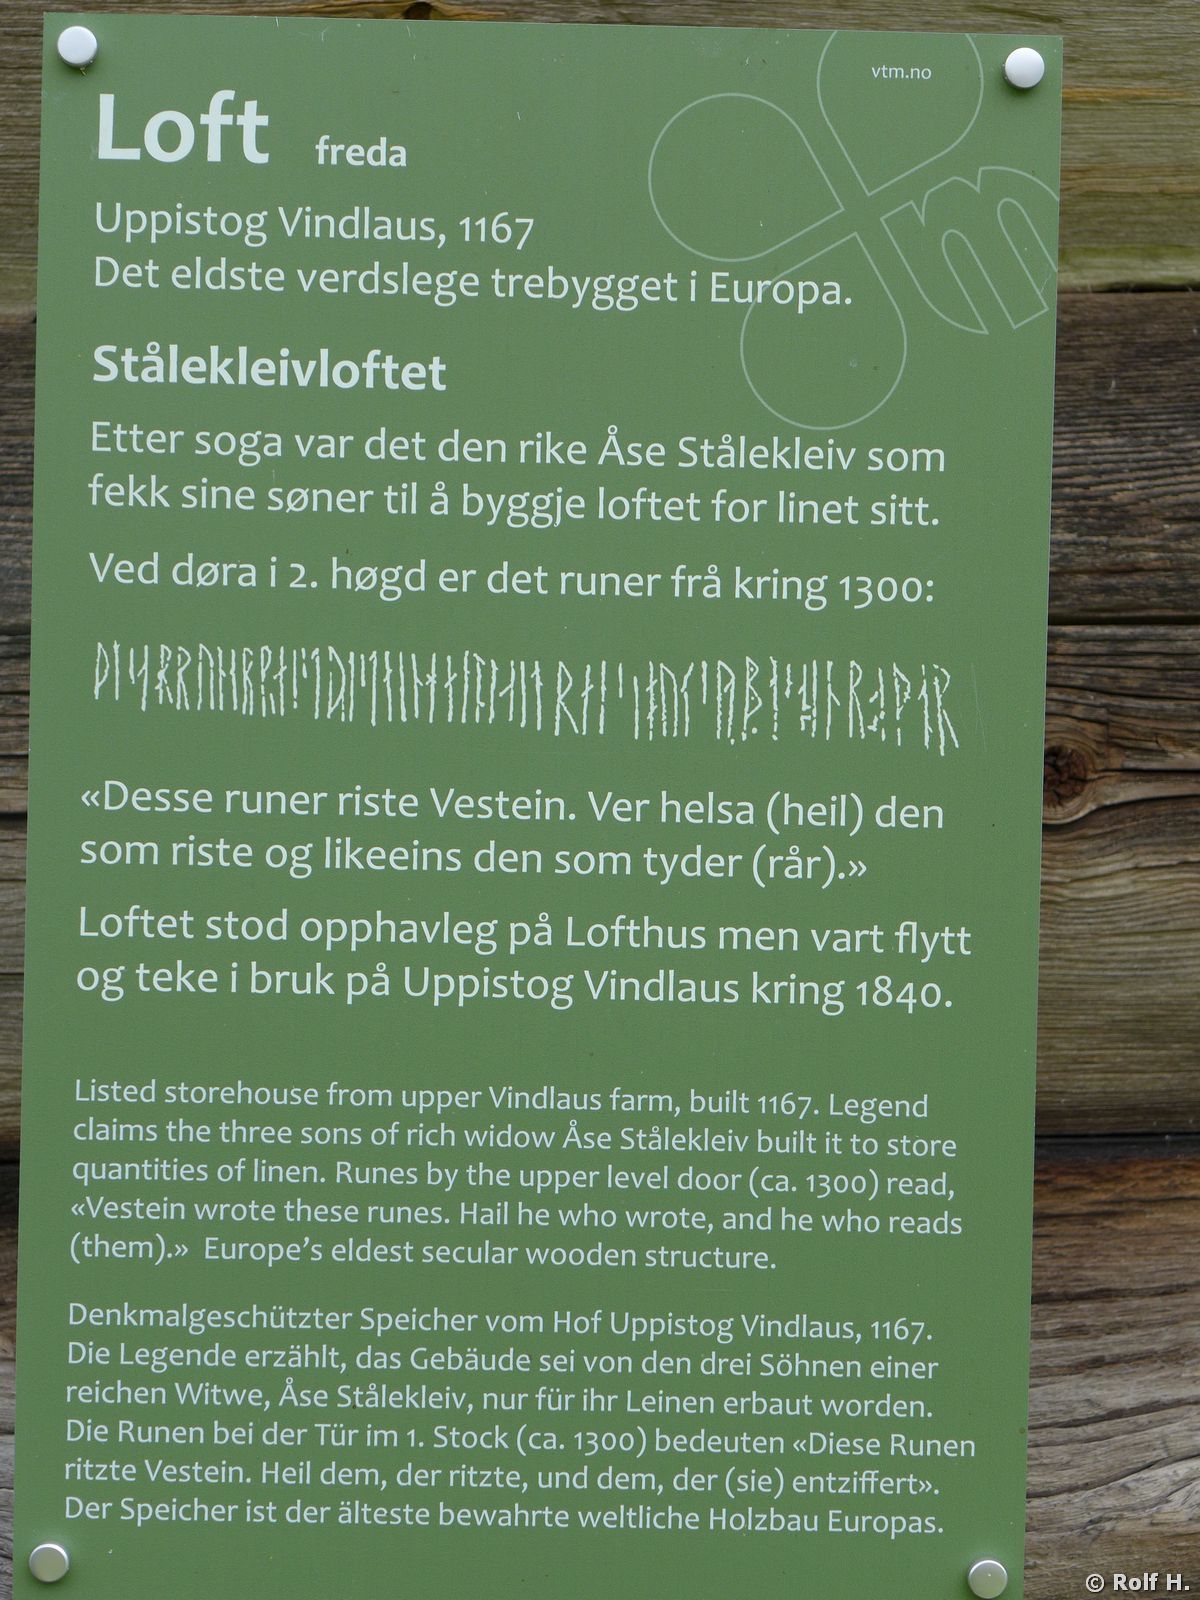 vtm.no
Loft freda
Uppistog Vindlaus, 1167
Det eldste verdslege trebygget i Europa.
Stålekleivloftet
Etter soga var det den rike Åse Stålekleiv som
fekk sine søner til å byggje loftet for linet sitt.
Ved døra i 2. høgd er det runer frå kring 1300:
«Desse runer riste Vestein. Ver helsa (heil) den
som riste og likeeins den som tyder (rår).»
Loftet stod opphavleg på Lofthus men vart flytt
og teke i bruk på Uppistog Vindlaus kring 1840.
Listed storehouse from upper Vindlaus farm, built 1167. Legend
claims the three sons of rich widow Åse Stålekleiv built it to store
quantities of linen. Runes by the upper level door (ca. 1300) read,
«Vestein wrote these runes. Hail he who wrote, and he who reads
(them).» Europe’s eldest secular wooden structure.
Denkmalgeschützter Speicher vom Hof Uppistog Vindlaus, 1167.
Die Legende erzählt, das Gebäude sei von den drei Söhnen einer
reichen Witwe, Åse Stålekleiv, nur für ihr Leinen erbaut worden.
Die Runen bei der Tür im 1. Stock (ca. 1300) bedeuten «Diese Runen
ritzte Vestein. Heil dem, der ritzte, und dem, der (sie) entziffert».
Der Speicher ist der älteste bewahrte weltliche Holzbau Europas.
© Rolf H.